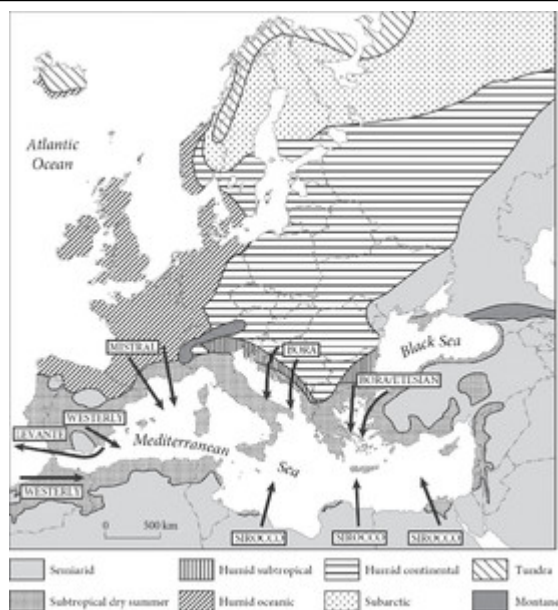 Atlantic
Ocean
MISTRAL
BORA
Black Sea
BORA/ETESIAN
WESTERLY
LEVANTE
Mediterranean
Sea
WESTERLY
0 500 km
SIROCCO
SIROCCO
SIROCCO
Semiarid
Humid subtropical
Humid continental
Tundra
Subtropical dry summer
Humid oceanic
Subarctic
Montane